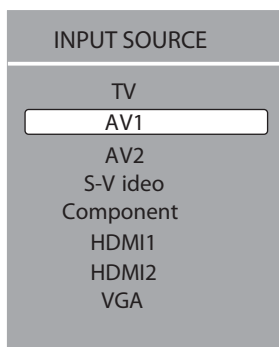 INPUT SOURCE
TV
AV1
AV2
S-V ideo
Component
HDMI1
HDMI2
VGA